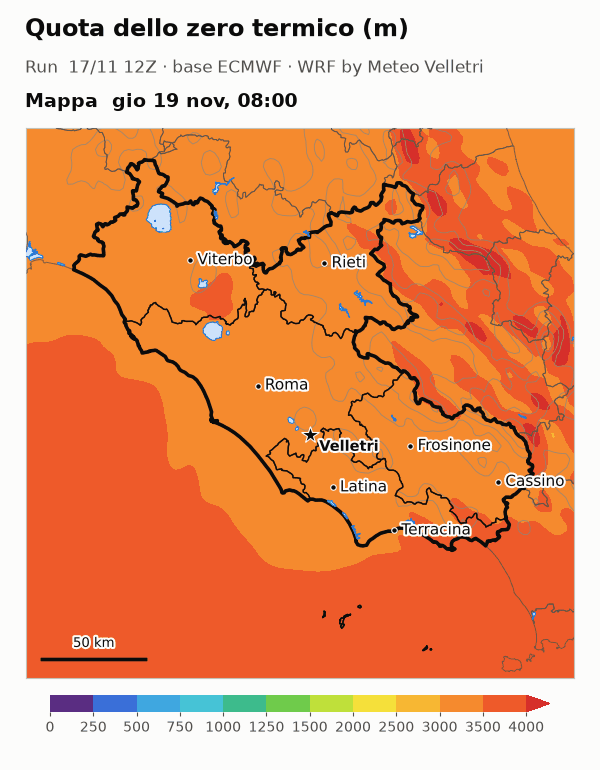 Quota dello zero termico (m)
Run  17/11 12Z · base ECMWF · WRF by Meteo Velletri
Mappa  gio 19 nov, 08:00
Viterbo
Rieti
Roma
Velletri
Frosinone
Cassino
Latina
Terracina
50 km
0 250 500 750 1000 1250 1500 2000 2500 3000 3500 4000